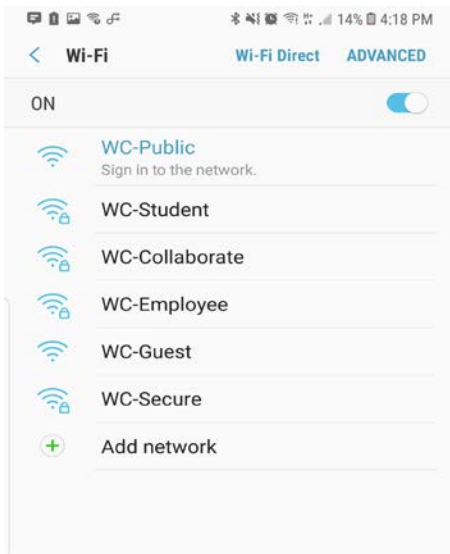 14% 4:18 PM
Wi-Fi Wi-Fi Direct ADVANCED
ON
WC-Public
Sign in to the network.
WC-Student
WC-Collaborate
WC-Employee
WC-Guest
WC-Secure
Add network